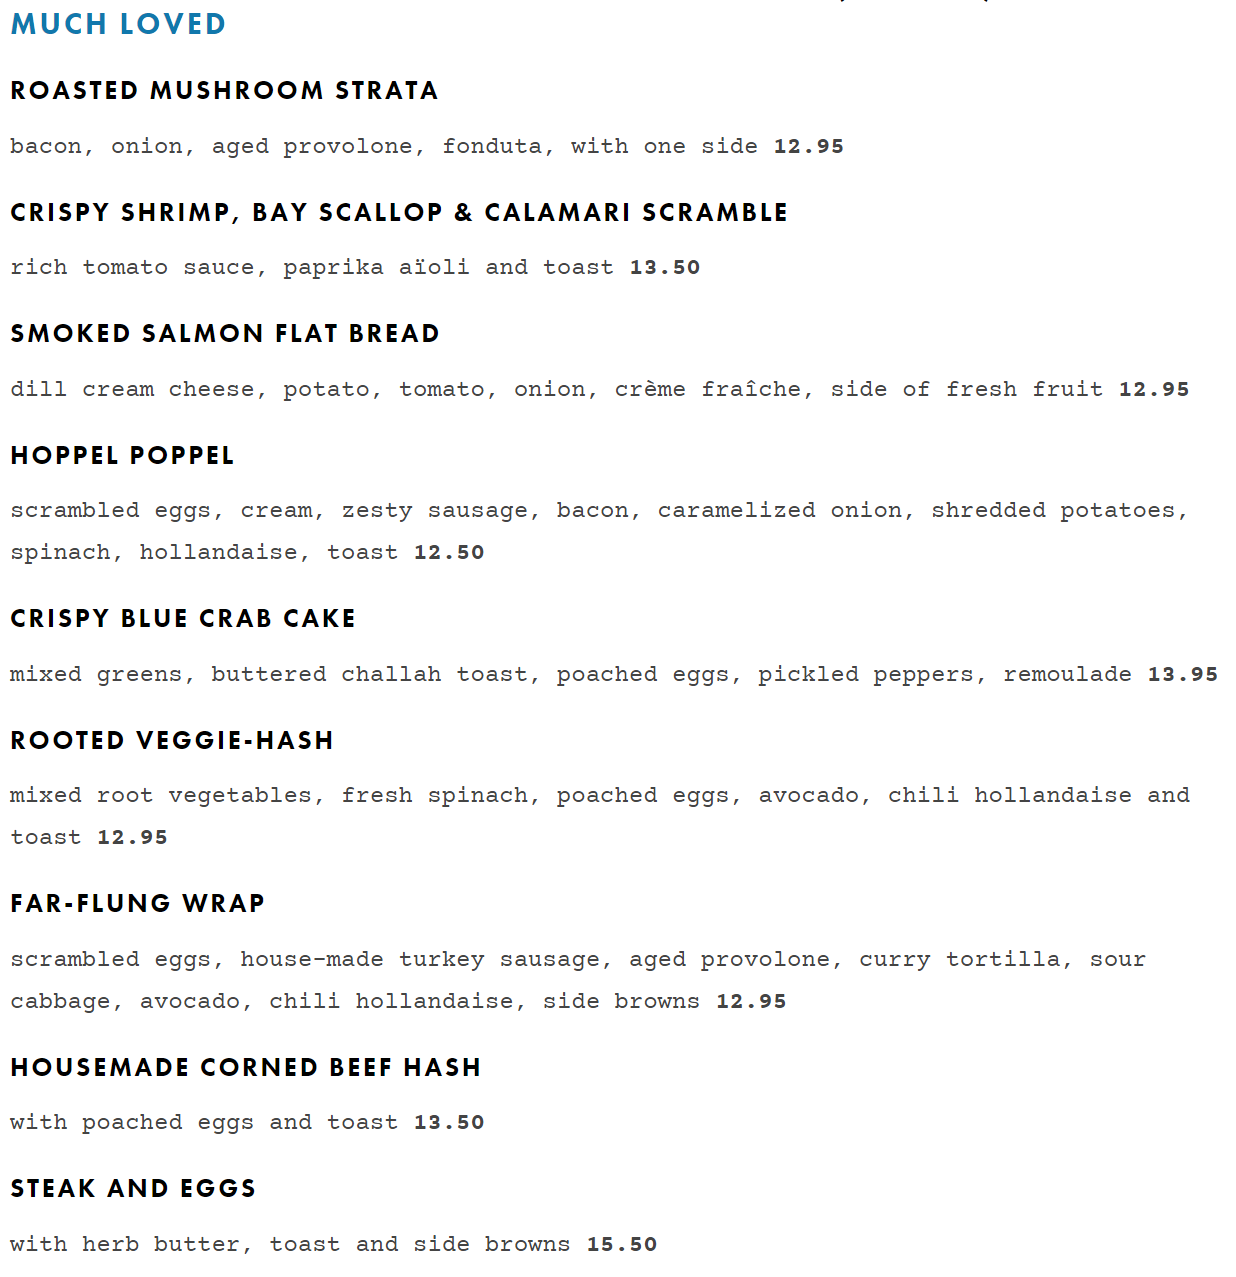 MUCH LOVED
ROASTED MUSHROOM STRATA
bacon, onion, aged provolone, fonduta, with one side 12.95
CRISPY SHRIMP, BAY SCALLOP & CALAMARI SCRAMBLE
rich tomato sauce, paprika aïoli and toast 13.50
SMOKED SALMON FLAT BREAD
dill cream cheese, potato, tomato, onion, crème fraîche, side of fresh fruit 12.95
HOPPEL POPPEL
scrambled eggs, cream, zesty sausage, bacon, caramelized onion, shredded potatoes,
spinach, hollandaise, toast 12.50
CRISPY BLUE CRAB CAKE
mixed greens, buttered challah toast, poached eggs, pickled peppers, remoulade 13.95
ROOTED VEGGIE-HASH
mixed root vegetables, fresh spinach, poached eggs, avocado, chili hollandaise and
toast 12.95
FAR-FLUNG WRAP
scrambled eggs, house-made turkey sausage, aged provolone, curry tortilla, sour
cabbage, avocado, chili hollandaise, side browns 12.95
HOUSEMADE CORNED BEEF HASH
with poached eggs and toast 13.50
STEAK AND EGGS
with herb butter, toast and side browns 15.50